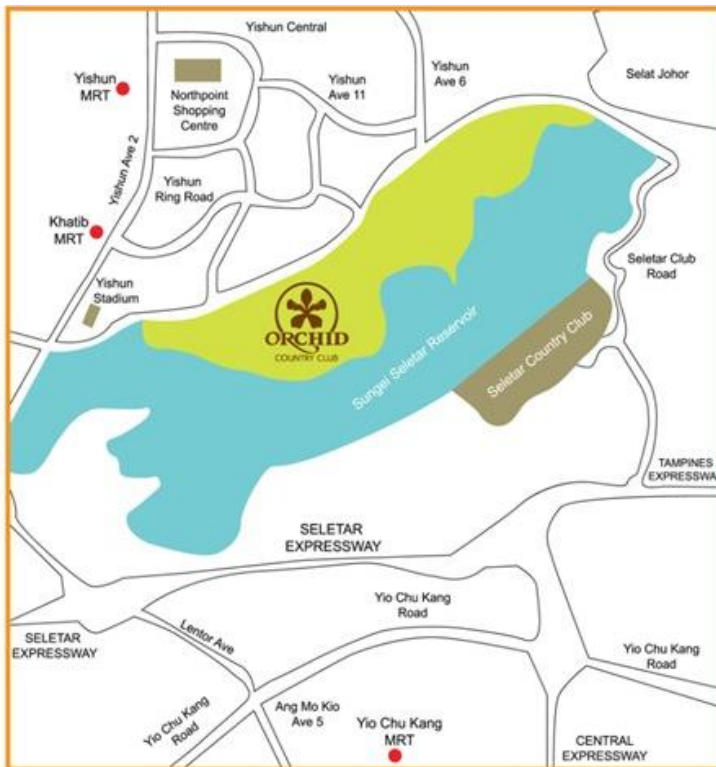 Yishun Central
Yishun
MRT
Northpoint
Shopping
Centre
Yishun
Ave 11
Yishun
Ave 6
Selat Johor
Yishun Ave 2
Yishun
Ring Road
Khatib
MRT
Yishun
Stadium
Seletar Club
Road
ORCHID
COUNTRY CLUB
Sungei Seletar Reservoir
Seletar Country Club
TAMPINES
EXPRESSWAY
SELETAR
EXPRESSWAY
Yio Chu Kang
Road
Lentor Ave
SELETAR
EXPRESSWAY
Yio Chu Kang
Road
Yio Chu Kang
Road
Ang Mo Kio
Ave 5
Yio Chu Kang
MRT
CENTRAL
EXPRESSWAY